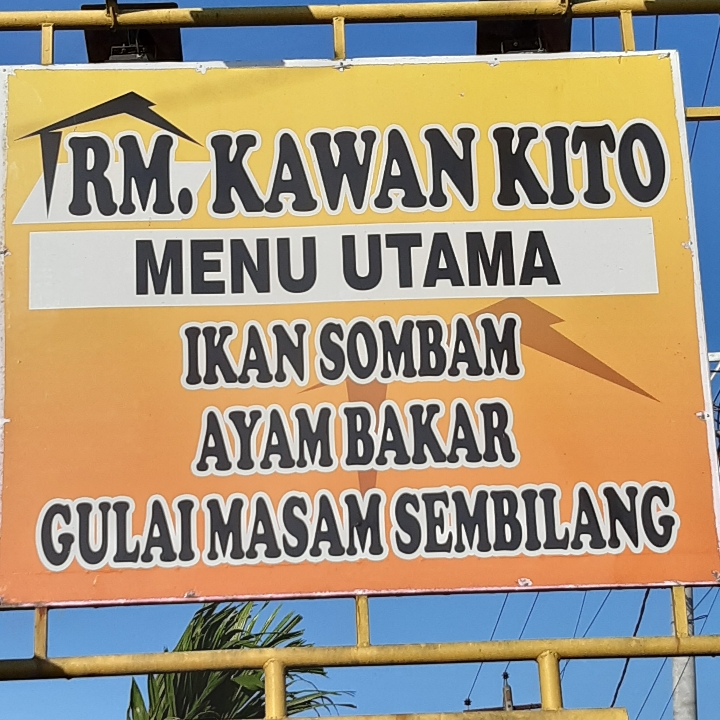 RM. KAWAN KITO
MENU UTAMA
IKAN SOMBAM
AYAM BAKAR
GULAI MASAM SEMBILANG